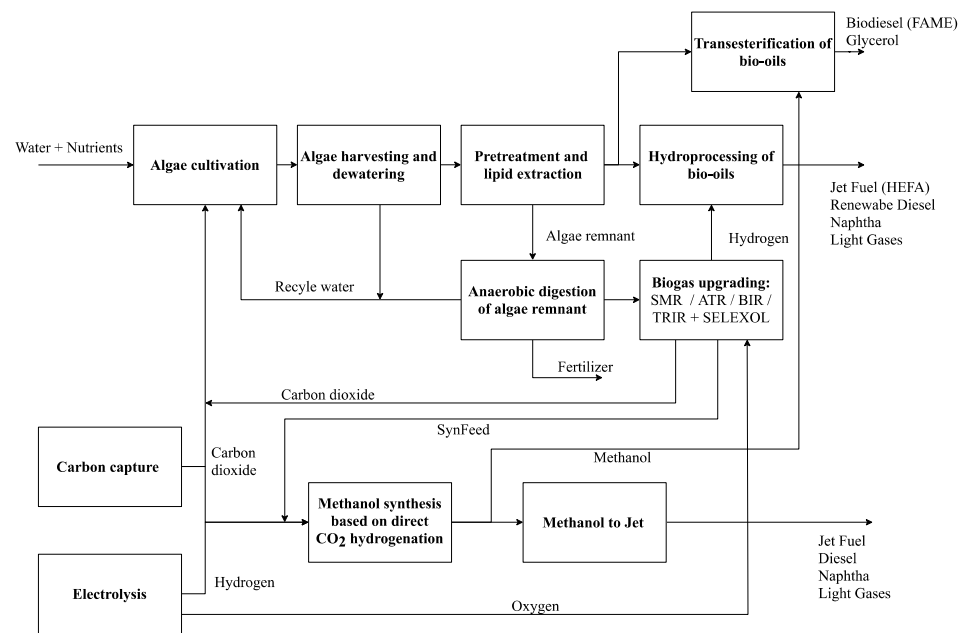 Biodiesel (FAME)
Glycerol
Transesterification of
bio-oils
Water + Nutrients
Algae cultivation
Algae harvesting and
dewatering
Pretreatment and
lipid extraction
Hydroprocessing of
bio-oils
Jet Fuel (HEFA)
Renewabe Diesel
Naphtha
Light Gases
Algae remnant
Hydrogen
Recyle water
Anaerobic digestion
of algae remnant
Biogas upgrading:
SMR / ATR / BIR /
TRIR + SELEXOL
Fertilizer
Carbon dioxide
SynFeed
Carbon capture
Carbon
dioxide
Methanol
Methanol synthesis
based on direct
CO2 hydrogenation
Methanol to Jet
Jet Fuel
Diesel
Naphtha
Light Gases
Electrolysis
Hydrogen
Oxygen